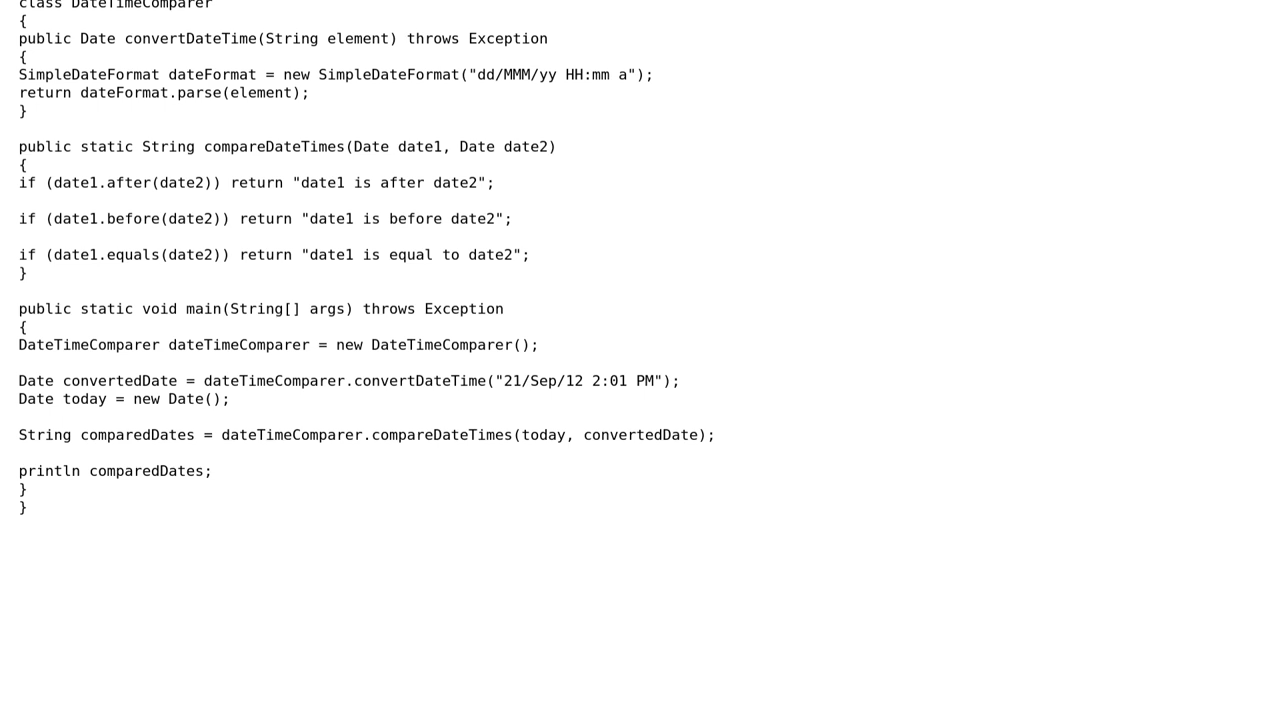 class DateTimeComparer
{
public Date convertDateTime(String element) throws Exception
{
SimpleDateFormat dateFormat = new SimpleDateFormat("dd/MMM/yy HH:mm a");
return dateFormat.parse(element);
}
public static String compareDateTimes(Date date1, Date date2)
{
if (date1.after(date2)) return "date1 is after date2";
if (date1.before(date2)) return "date1 is before date2";
if (date1.equals(date2)) return "date1 is equal to date2";
}
public static void main(String[] args) throws Exception
{
DateTimeComparer dateTimeComparer = new DateTimeComparer();
Date convertedDate = dateTimeComparer.convertDateTime("21/Sep/12 2:01 PM");
Date today = new Date();
String comparedDates = dateTimeComparer.compareDateTimes(today, convertedDate);
println comparedDates;
}
}